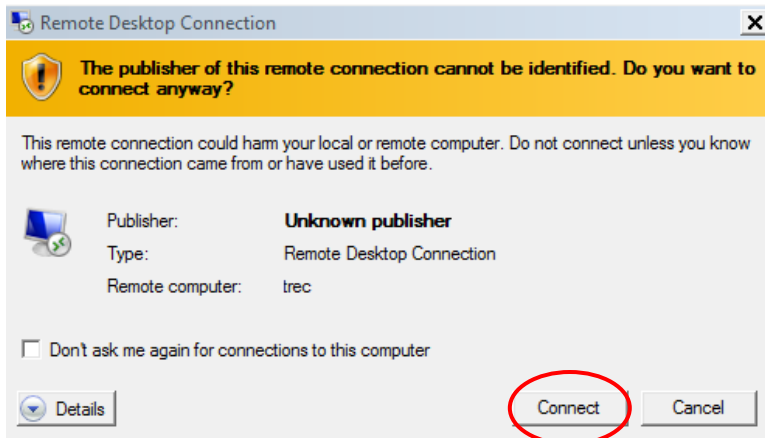 Remote Desktop Connection
The publisher of this remote connection cannot be identified. Do you want to
connect anyway?
This remote connection could harm your local or remote computer. Do not connect unless you know
where this connection came from or have used it before.
Publisher: Unknown publisher
Type: Remote Desktop Connection
Remote computer: trec
Don't ask me again for connections to this computer
Details Connect Cancel